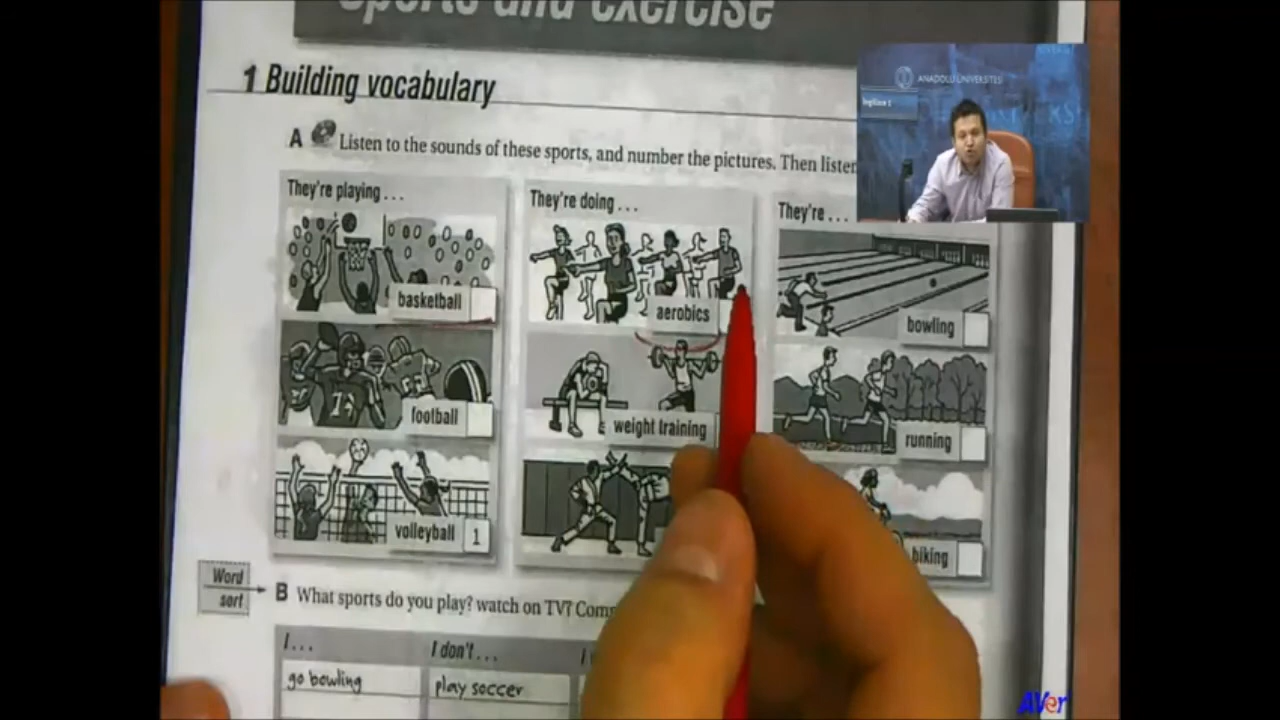 Sports and exercise
1 Building vocabulary
A Listen to the sounds of these sports, and number the pictures. Then listen
They're playing . . .
basketball
football
volleyball 1
They're doing . . .
aerobics
weight training
They're . . .
bowling
running
biking
Word
sort
B What sports do you play? watch on TV?
I . . .
I don't . . .
go bowling
play soccer
ANADOLU ÜNİVERSİTESİ
İngilizce 1
AVer